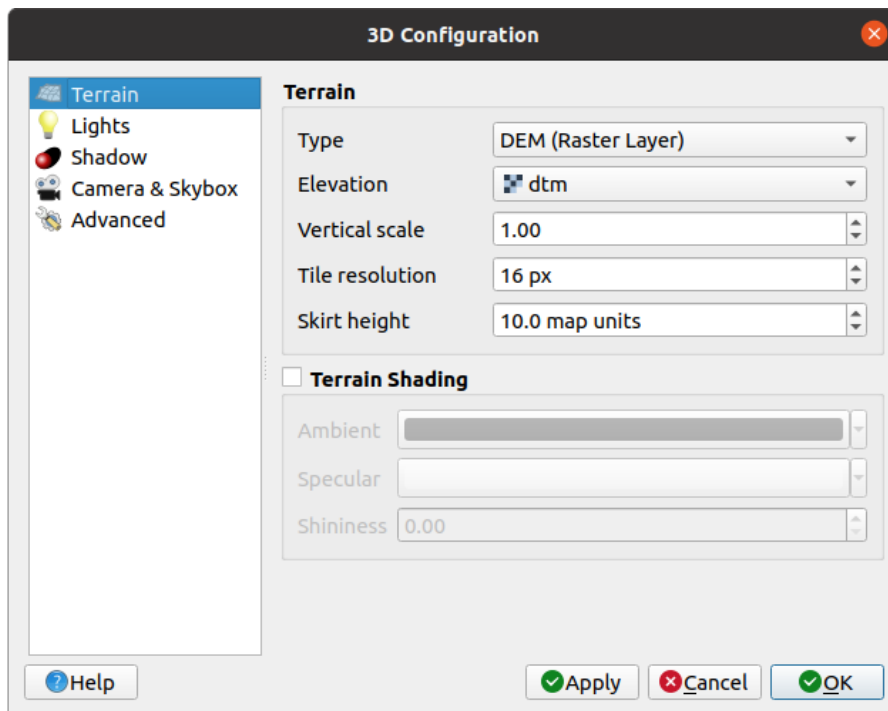 3D Configuration
Terrain
Lights
Shadow
Camera & Skybox
Advanced
Terrain
Type DEM (Raster Layer)
Elevation dtm
Vertical scale 1.00
Tile resolution 16 px
Skirt height 10.0 map units
Terrain Shading
Ambient
Specular
Shininess 0.00
Help Apply Cancel OK